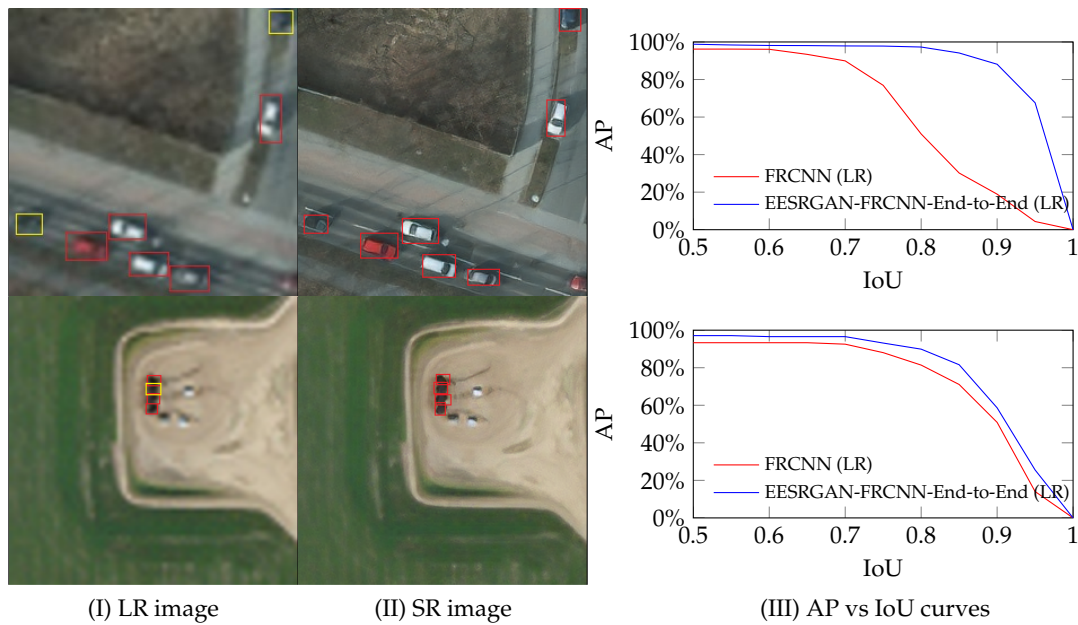 100%
80%
60%
40%
20%
0%
AP
FRCNN (LR)
EESRGAN-FRCNN-End-to-End (LR)
0.5 0.6 0.7 0.8 0.9 1
IoU
100%
80%
60%
40%
20%
0%
AP
FRCNN (LR)
EESRGAN-FRCNN-End-to-End (LR)
0.5 0.6 0.7 0.8 0.9 1
IoU
(I) LR image (II) SR image (III) AP vs IoU curves